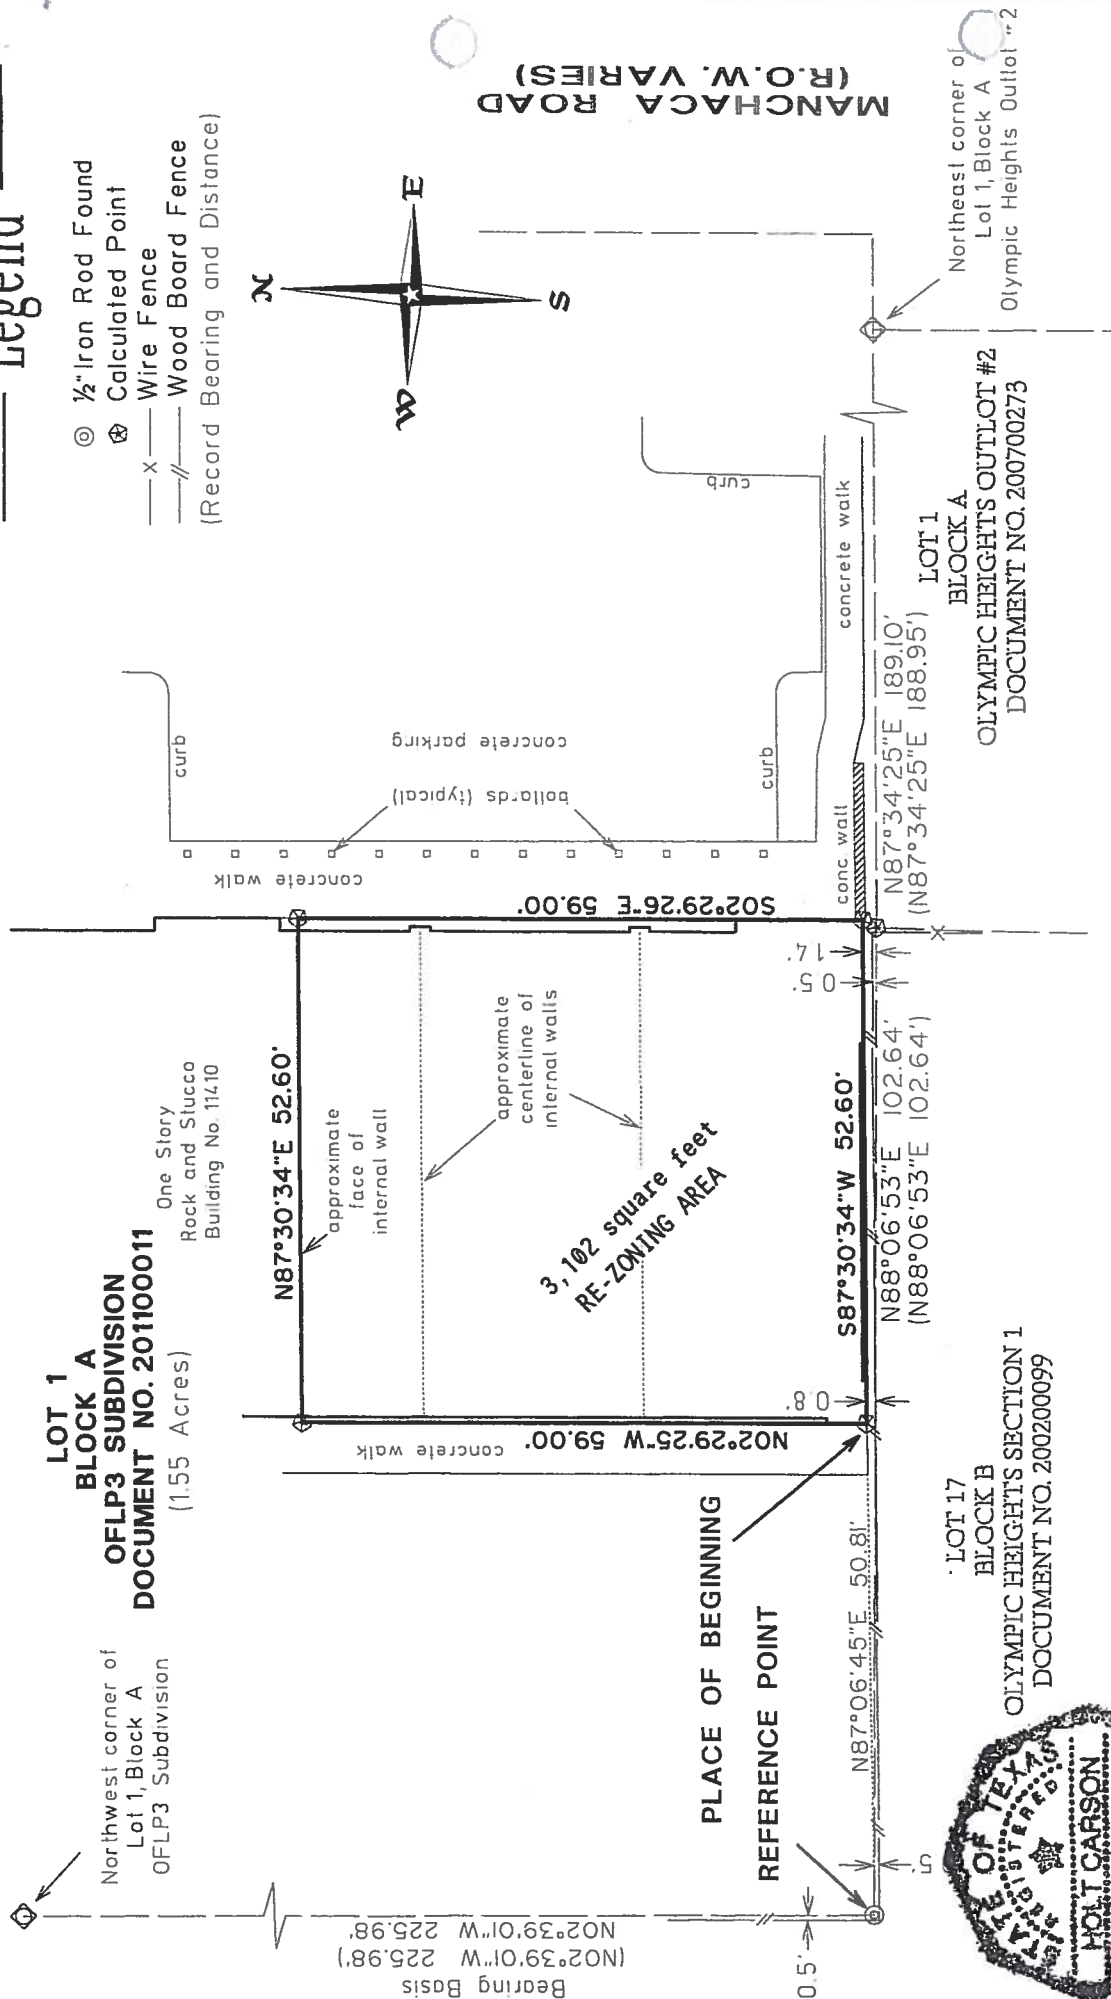 Legend
½" Iron Rod Found
Calculated Point
x Wire Fence
// Wood Board Fence
(Record Bearing and Distance)
N
W
E
S
MANCHACA ROAD
(R.O.W. VARIES)
Northwest corner of
Lot 1, Block A
OFLP3 Subdivision
LOT 1
BLOCK A
OFLP3 SUBDIVISION
DOCUMENT NO. 201100011
(1.55 Acres)
One Story
Rock and Stucco
Building No. 11410
N87°30'34"E 52.60'
approximate
face of
internal wall
approximate
centerline of
internal walls
3,102 square feet
RE-ZONING AREA
S02°29'26"E 59.00'
S87°30'34"W 52.60'
N02°29'25"W 59.00'
concrete walk
concrete walk
bollards (typical)
concrete parking
curb
curb
curb
concrete walk
conc wall
1.4'
0.5'
0.8'
N88°06'53"E 102.64'
(N88°06'53"E 102.64')
N87°34'25"E 189.10'
(N87°34'25"E 188.95')
LOT 1
BLOCK A
OLYMPIC HEIGHTS OUTLOT #2
DOCUMENT NO. 200700273
Northeast corner of
Lot 1, Block A
Olympic Heights Outlot #2
PLACE OF BEGINNING
REFERENCE POINT
N87°06'45"E 50.81'
Bearing Basis
(N02°39'01"W 225.98')
N02°39'01"W 225.98'
0.5'
5'
LOT 17
BLOCK B
OLYMPIC HEIGHTS SECTION 1
DOCUMENT NO. 200200099
STATE OF TEXAS
REGISTERED
HOLT CARSON